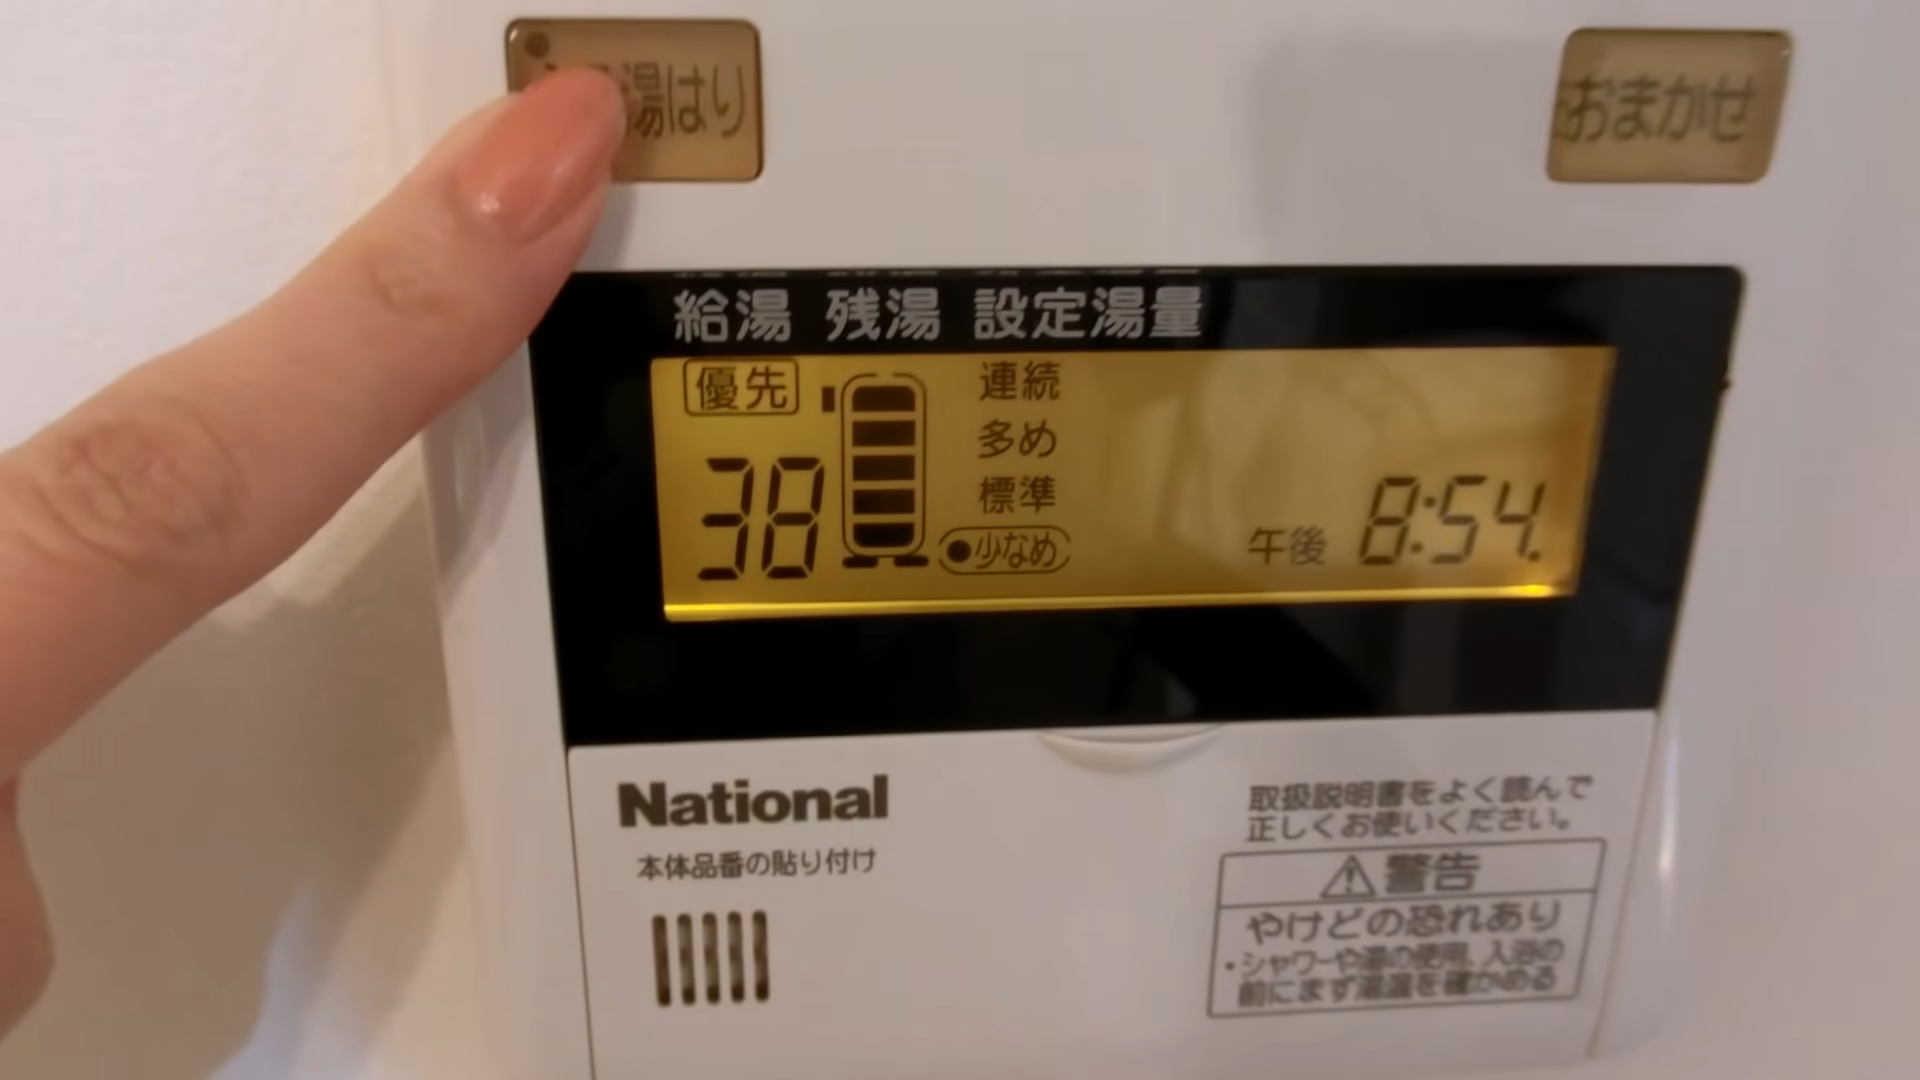 湯はり
おまかせ
給湯 残湯 設定湯量
優先
連続
多め
標準
少なめ
38
午後 8:54
National
本体品番の貼り付け
取扱説明書をよく読んで
正しくお使いください。
⚠警告
やけどの恐れあり
・シャワーや湯の使用、入浴の
前にまず湯温を確かめる